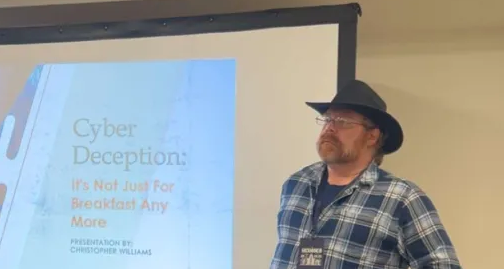 Cyber
Deception:
It's Not Just For
Breakfast Any
More
PRESENTATION BY:
CHRISTOPHER WILLIAMS